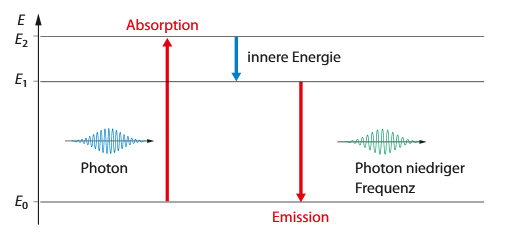 E
Absorption
E2
innere Energie
E1
Photon
Photon niedriger
Frequenz
E0
Emission